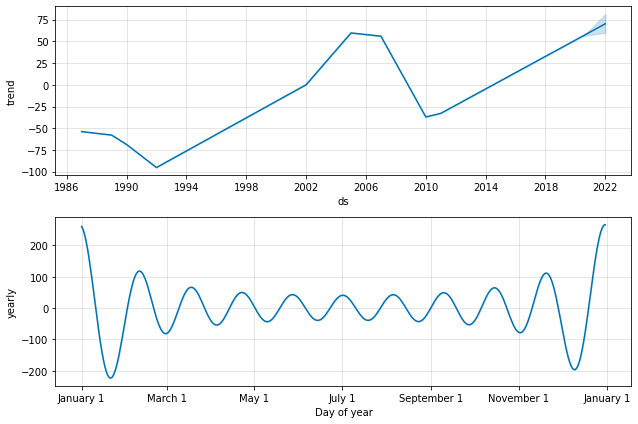 75
50
25
0
−25
−50
−75
−100
trend
1986
1990
1994
1998
2002
2006
2010
2014
2018
2022
ds
200
100
0
−100
−200
yearly
January 1
March 1
May 1
July 1
September 1
November 1
January 1
Day of year